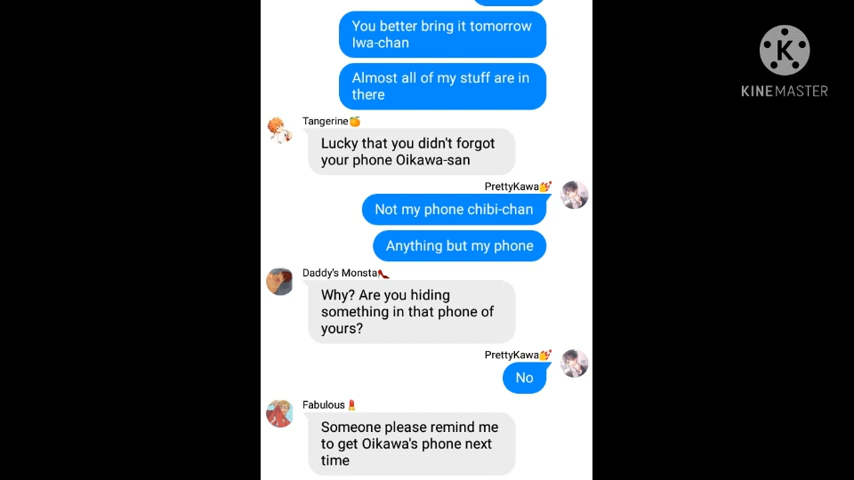 You better bring it tomorrow
Iwa-chan
Almost all of my stuff are in
there
KINEMASTER
Tangerine🍊
Lucky that you didn't forgot
your phone Oikawa-san
PrettyKawa💅
Not my phone chibi-chan
Anything but my phone
Daddy's Monsta👠
Why? Are you hiding
something in that phone of
yours?
PrettyKawa💅
No
Fabulous💄
Someone please remind me
to get Oikawa's phone next
time